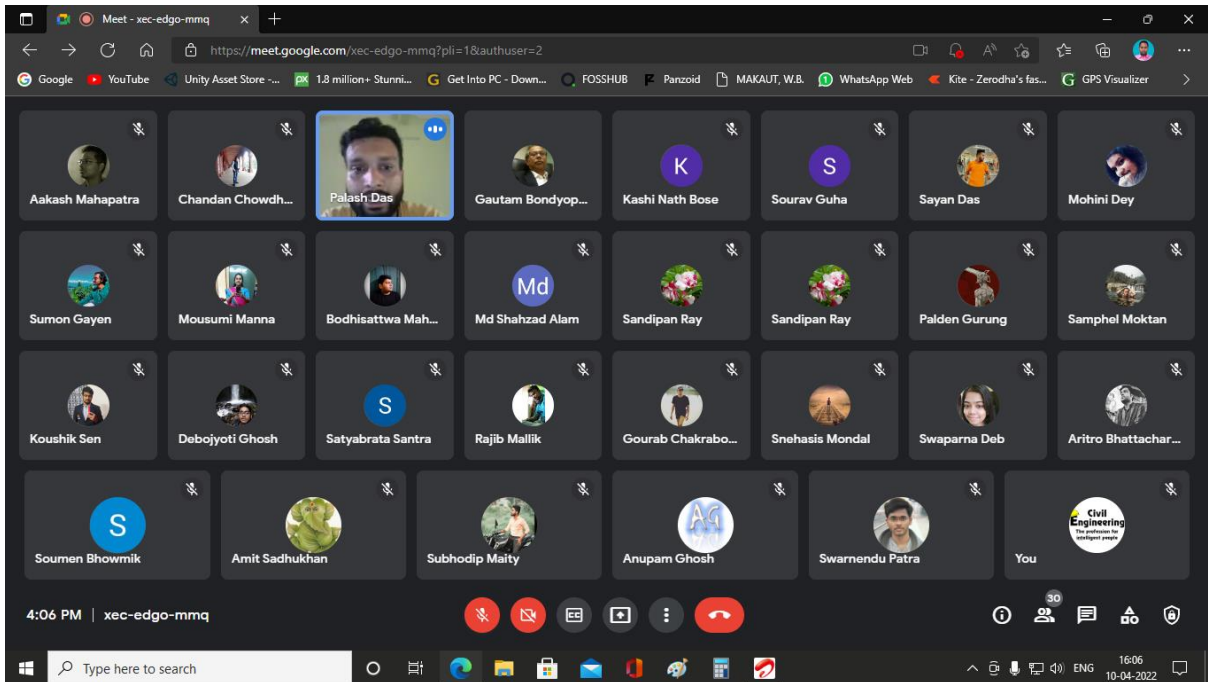 Meet - xec-edgo-mmq
https://meet.google.com/xec-edgo-mmq?pli=1&authuser=2
Google YouTube Unity Asset Store -... 1.8 million+ Stunni... Get Into PC - Down... FOSSHUB Panzoid MAKAUT, W.B. WhatsApp Web Kite - Zerodha's fas... GPS Visualizer
K S
Aakash Mahapatra Chandan Chowdh... Palash Das Gautam Bondyop... Kashi Nath Bose Sourav Guha Sayan Das Mohini Dey
Md
Sumon Gayen Mousumi Manna Bodhisattwa Mah... Md Shahzad Alam Sandipan Ray Sandipan Ray Palden Gurung Samphel Moktan
S
Koushik Sen Debojyoti Ghosh Satyabrata Santra Rajib Mallik Gourab Chakrabo... Snehasis Mondal Swaparna Deb Aritro Bhattachar...
S AG Civil
Engineering
The profession for
intelligent people
Soumen Bhowmik Amit Sadhukhan Subhodip Maity Anupam Ghosh Swarnendu Patra You
4:06 PM | xec-edgo-mmq CC 30
Type here to search ENG 16:06
10-04-2022